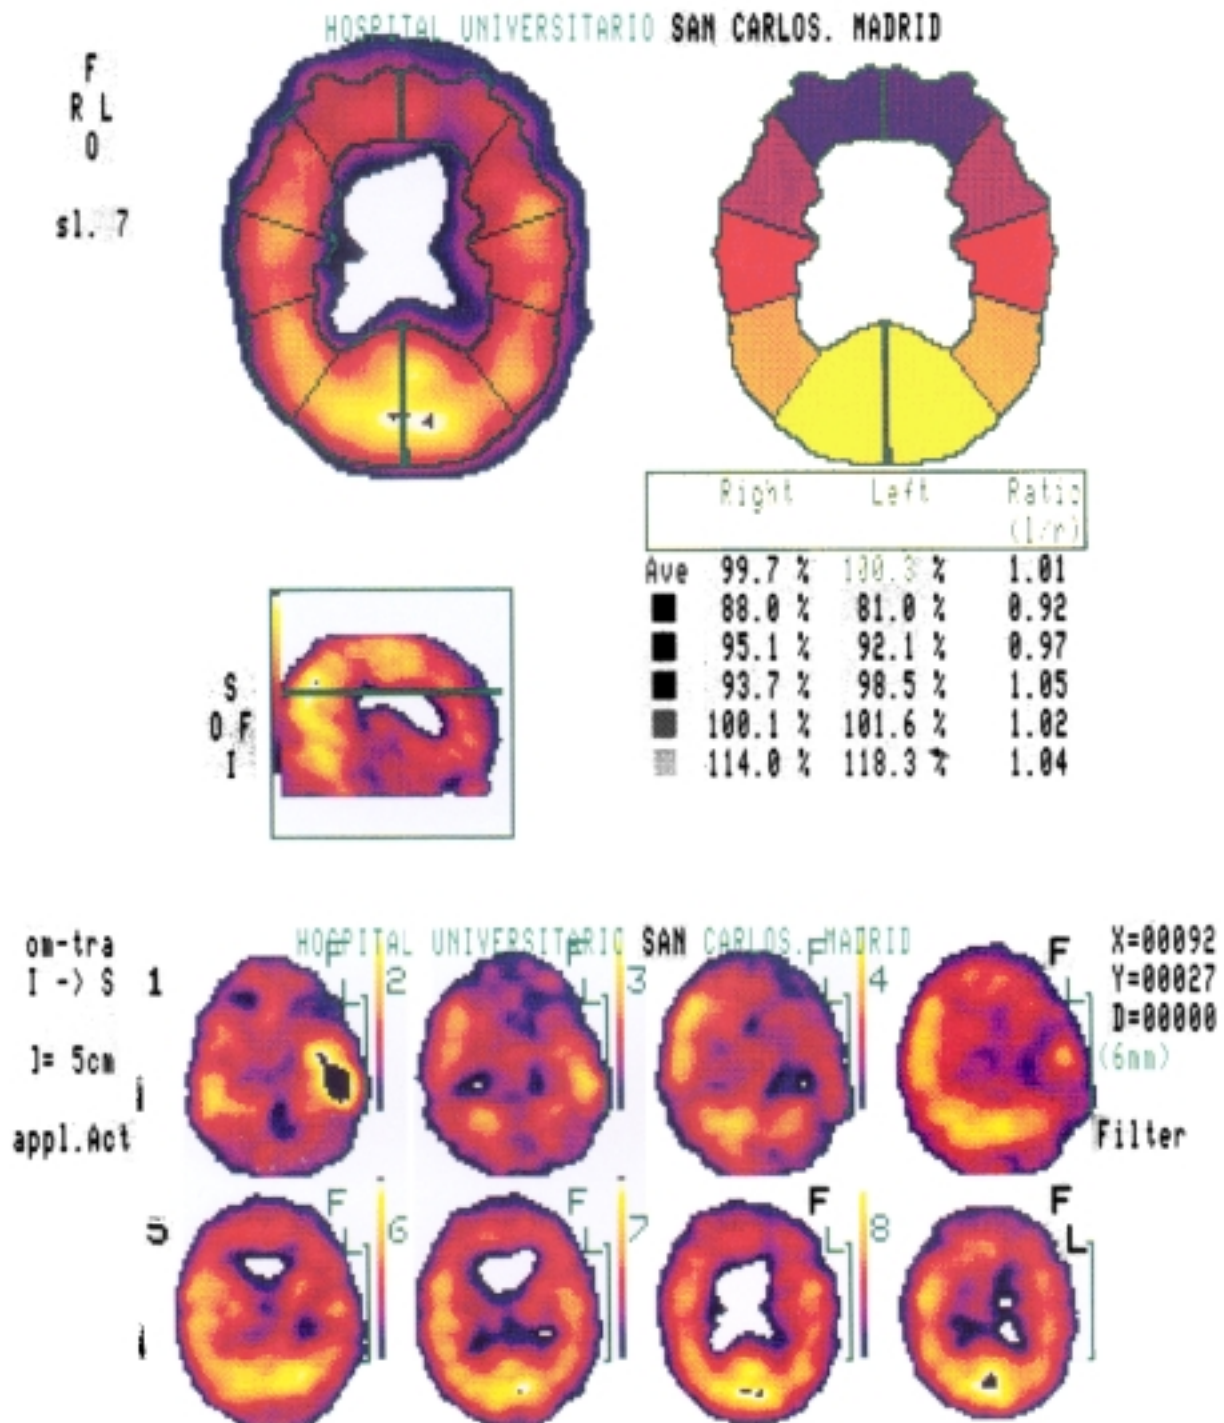 HOSPITAL UNIVERSITARIO SAN CARLOS. MADRID
F
R L
O
sl. 7
Right Left Ratio
(l/r)
Ave 99.7 % 100.3 % 1.01
88.0 % 81.0 % 0.92
95.1 % 92.1 % 0.97
93.7 % 98.5 % 1.05
100.1 % 101.6 % 1.02
114.0 % 118.3 % 1.04
S
O F
I
HOSPITAL UNIVERSITARIO SAN CARLOS. MADRID
om-tra
I -> S
]= 5cm
appl.Act
X=00092
Y=00027
D=00000
(6mm)
Filter
1 F L 2 F L 3 F L 4 F L
5 F L 6 F L 7 F L 8 F L